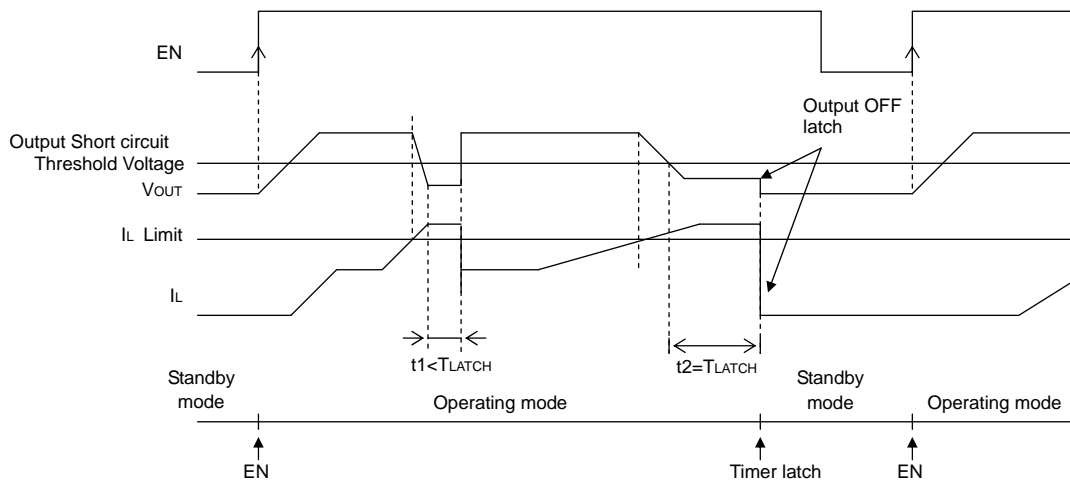 EN
Output OFF
latch
Output Short circuit
Threshold Voltage
VOUT
IL Limit
IL
t1<TLATCH
t2=TLATCH
Standby
mode
Operating mode
Standby
mode
Operating mode
EN
Timer latch
EN